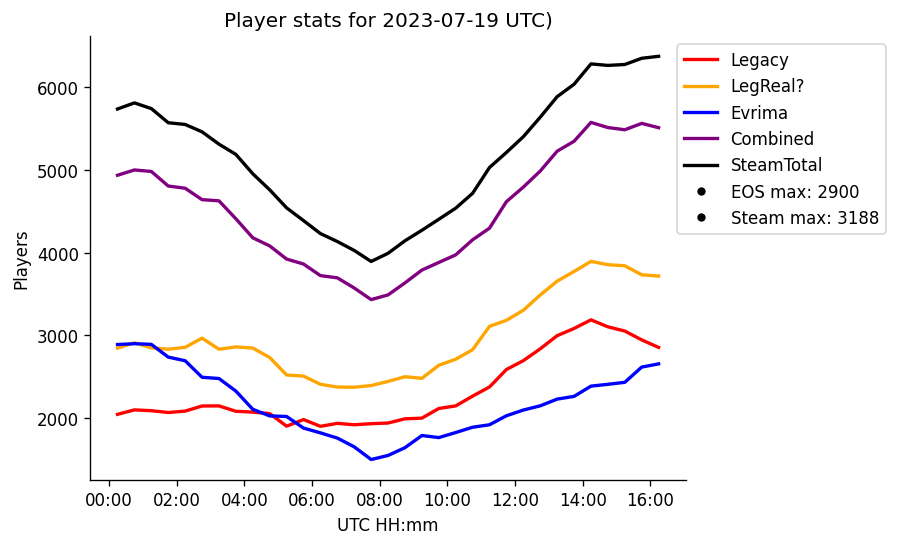 Player stats for 2023-07-19 UTC)
Legacy
LegReal?
Evrima
Combined
SteamTotal
EOS max: 2900
Steam max: 3188
Players
6000
5000
4000
3000
2000
00:00 02:00 04:00 06:00 08:00 10:00 12:00 14:00 16:00
UTC HH:mm